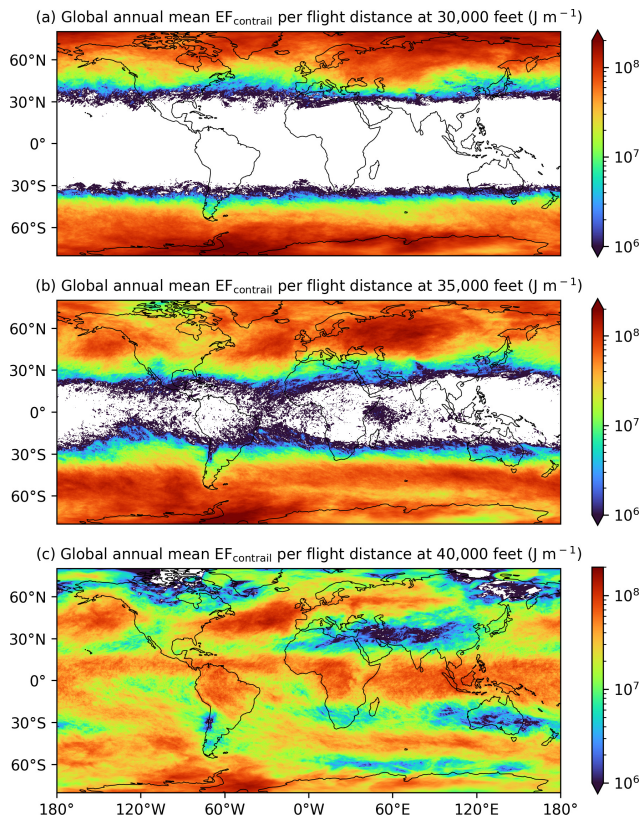 (a) Global annual mean EFcontrail per flight distance at 30,000 feet (J m−1)
60°N
30°N
0°
30°S
60°S
10⁸
10⁷
10⁶
(b) Global annual mean EFcontrail per flight distance at 35,000 feet (J m−1)
60°N
30°N
0°
30°S
60°S
10⁸
10⁷
10⁶
(c) Global annual mean EFcontrail per flight distance at 40,000 feet (J m−1)
60°N
30°N
0°
30°S
60°S
180° 120°W 60°W 0°W 60°E 120°E 180°
10⁸
10⁷
10⁶